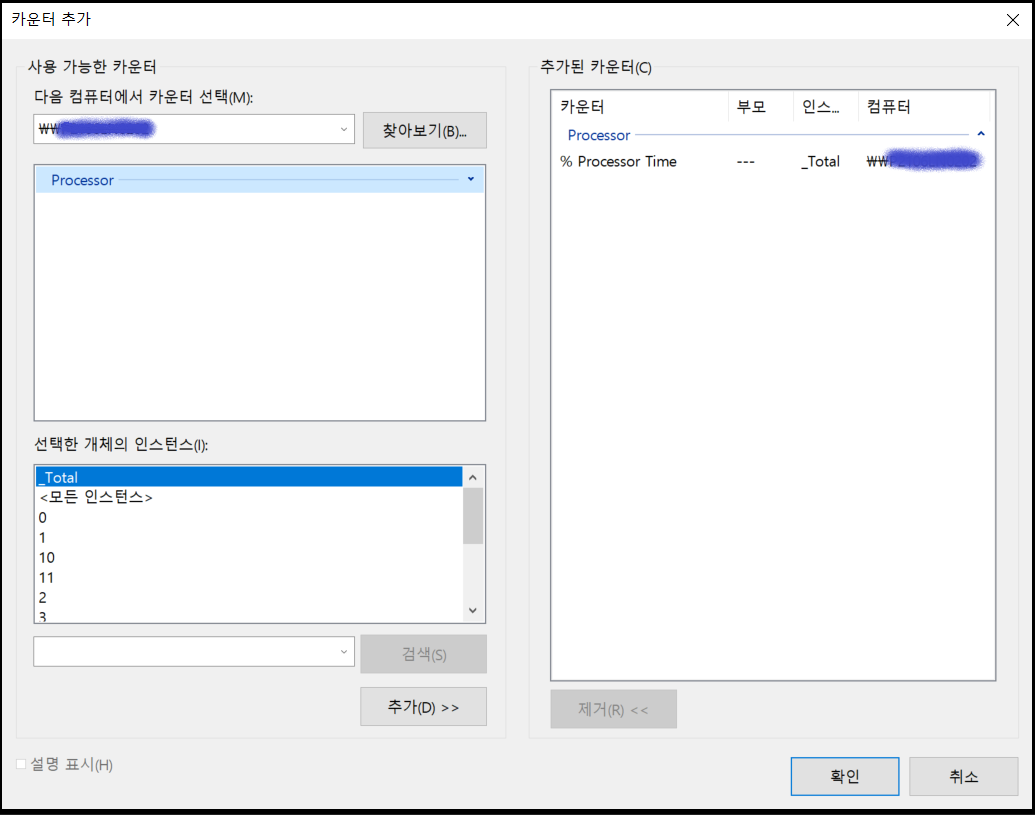 카운터 추가
사용 가능한 카운터
다음 컴퓨터에서 카운터 선택(M):
₩₩
찾아보기(B)...
Processor
선택한 개체의 인스턴스(I):
_Total
<모든 인스턴스>
0
1
10
11
2
3
검색(S)
추가(D) >>
설명 표시(H)
추가된 카운터(C)
카운터 부모 인스... 컴퓨터
Processor
% Processor Time --- _Total ₩₩
제거(R) <<
확인
취소